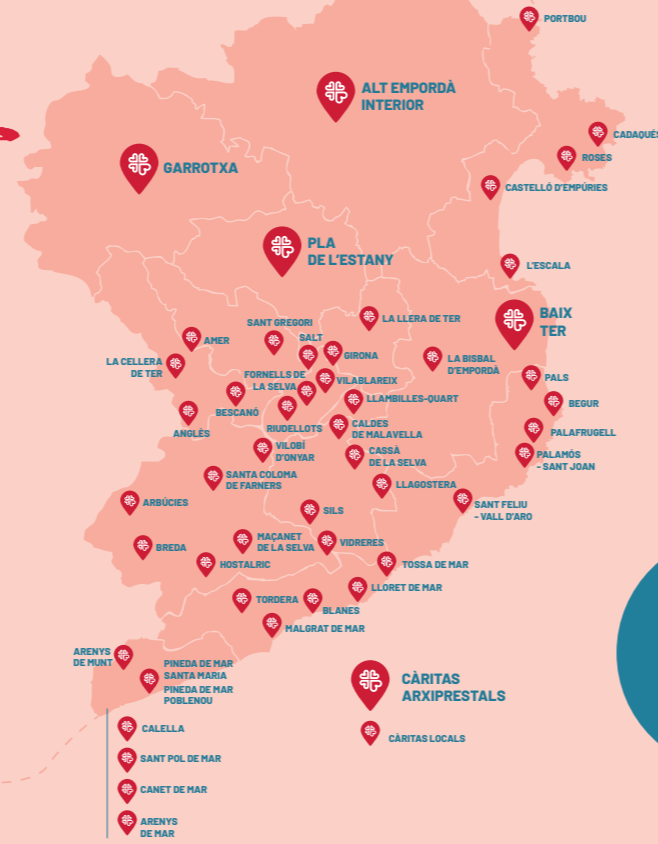 PORTBOU
ALT EMPORDÀ
INTERIOR
CADAQUÉS
ROSES
GARROTXA
CASTELLÓ D'EMPÚRIES
PLA
DE L'ESTANY
L'ESCALA
BAIX
TER
SANT GREGORI
LA LLERA DE TER
AMER
SALT
GIRONA
LA BISBAL
D'EMPORDÀ
LA CELLERA
DE TER
FORNELLS DE
LA SELVA
VILABLAREIX
PALS
BESCANÓ
LLAMBILLES-QUART
BEGUR
ANGLÈS
RIUDELLOTS
CALDES
DE MALAVELLA
PALAFRUGELL
VILOBÍ
D'ONYAR
CASSÀ
DE LA SELVA
PALAMÓS
- SANT JOAN
SANTA COLOMA
DE FARNERS
LLAGOSTERA
ARBÚCIES
SILS
SANT FELIU
- VALL D'ARO
BREDA
MAÇANET
DE LA SELVA
VIDRERES
HOSTALRIC
TOSSA DE MAR
LLORET DE MAR
TORDERA
BLANES
MALGRAT DE MAR
ARENYS
DE MUNT
PINEDA DE MAR
SANTA MARIA
PINEDA DE MAR
POBLENOU
CÀRITAS
ARXIPRESTALS
CALELLA
CÀRITAS LOCALS
SANT POL DE MAR
CANET DE MAR
ARENYS
DE MAR